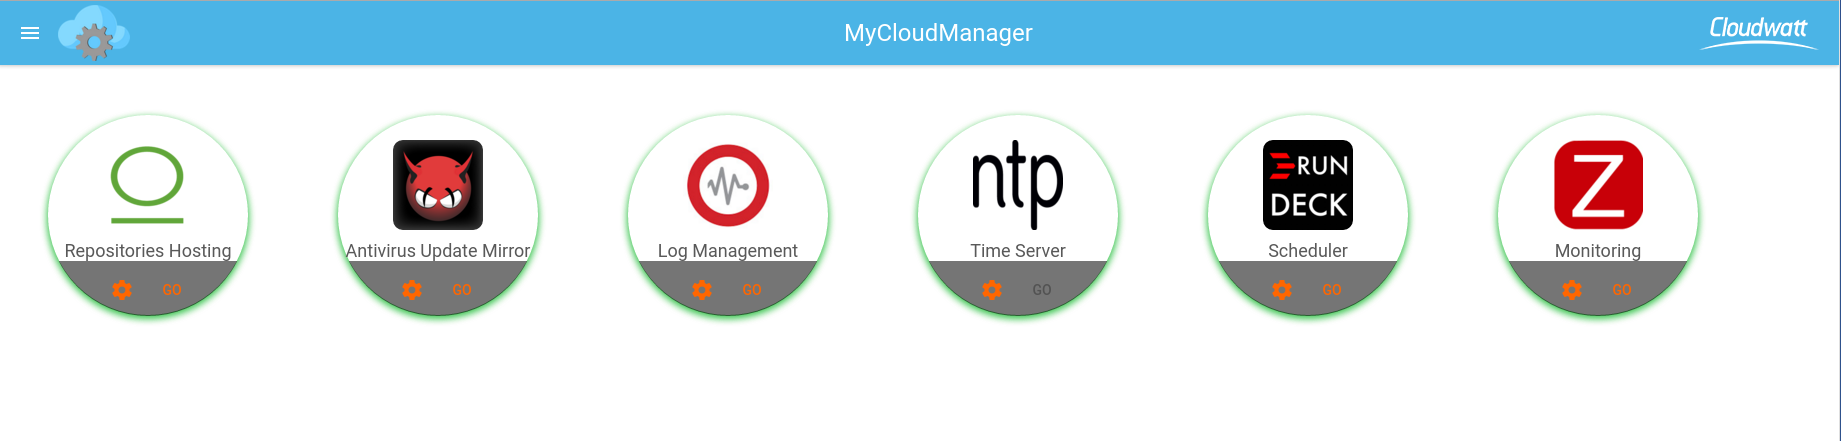 MyCloudManager
Cloudwatt
ntp
RUN
DECK
Z
Repositories Hosting
Antivirus Update Mirror
Log Management
Time Server
Scheduler
Monitoring
GO
GO
GO
GO
GO
GO